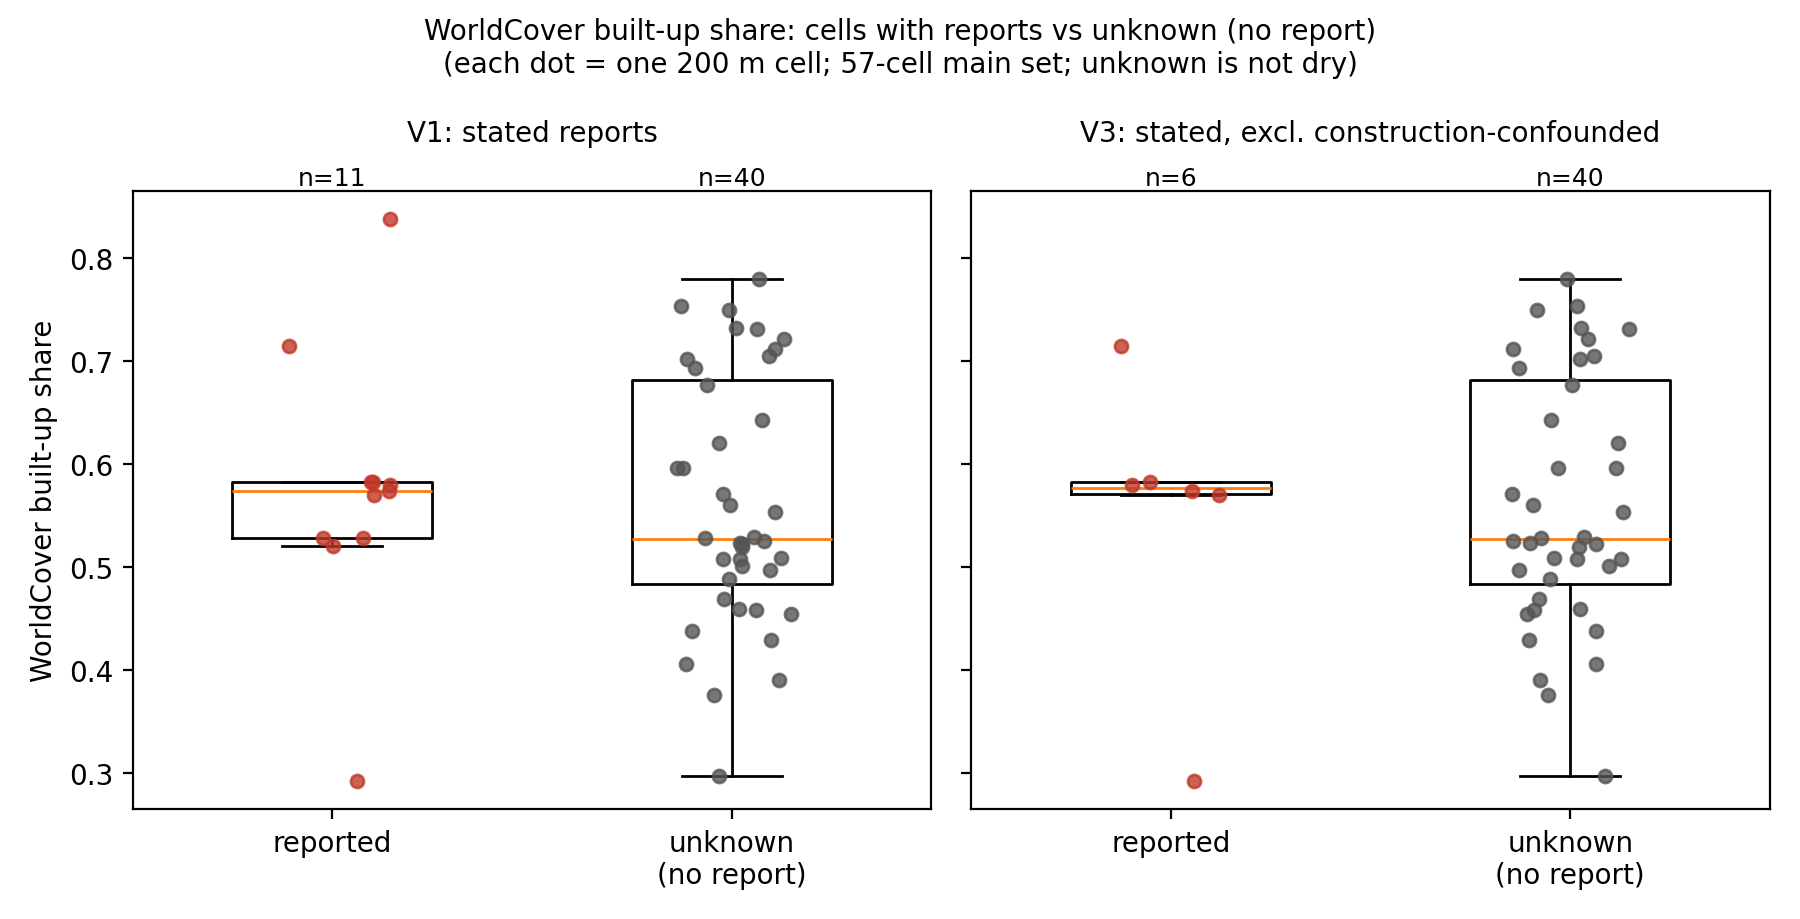 WorldCover built-up share: cells with reports vs unknown (no report)
(each dot = one 200 m cell; 57-cell main set; unknown is not dry)
V1: stated reports
V3: stated, excl. construction-confounded
n=11
n=40
n=6
n=40
WorldCover built-up share
0.8
0.7
0.6
0.5
0.4
0.3
reported
unknown
(no report)
reported
unknown
(no report)